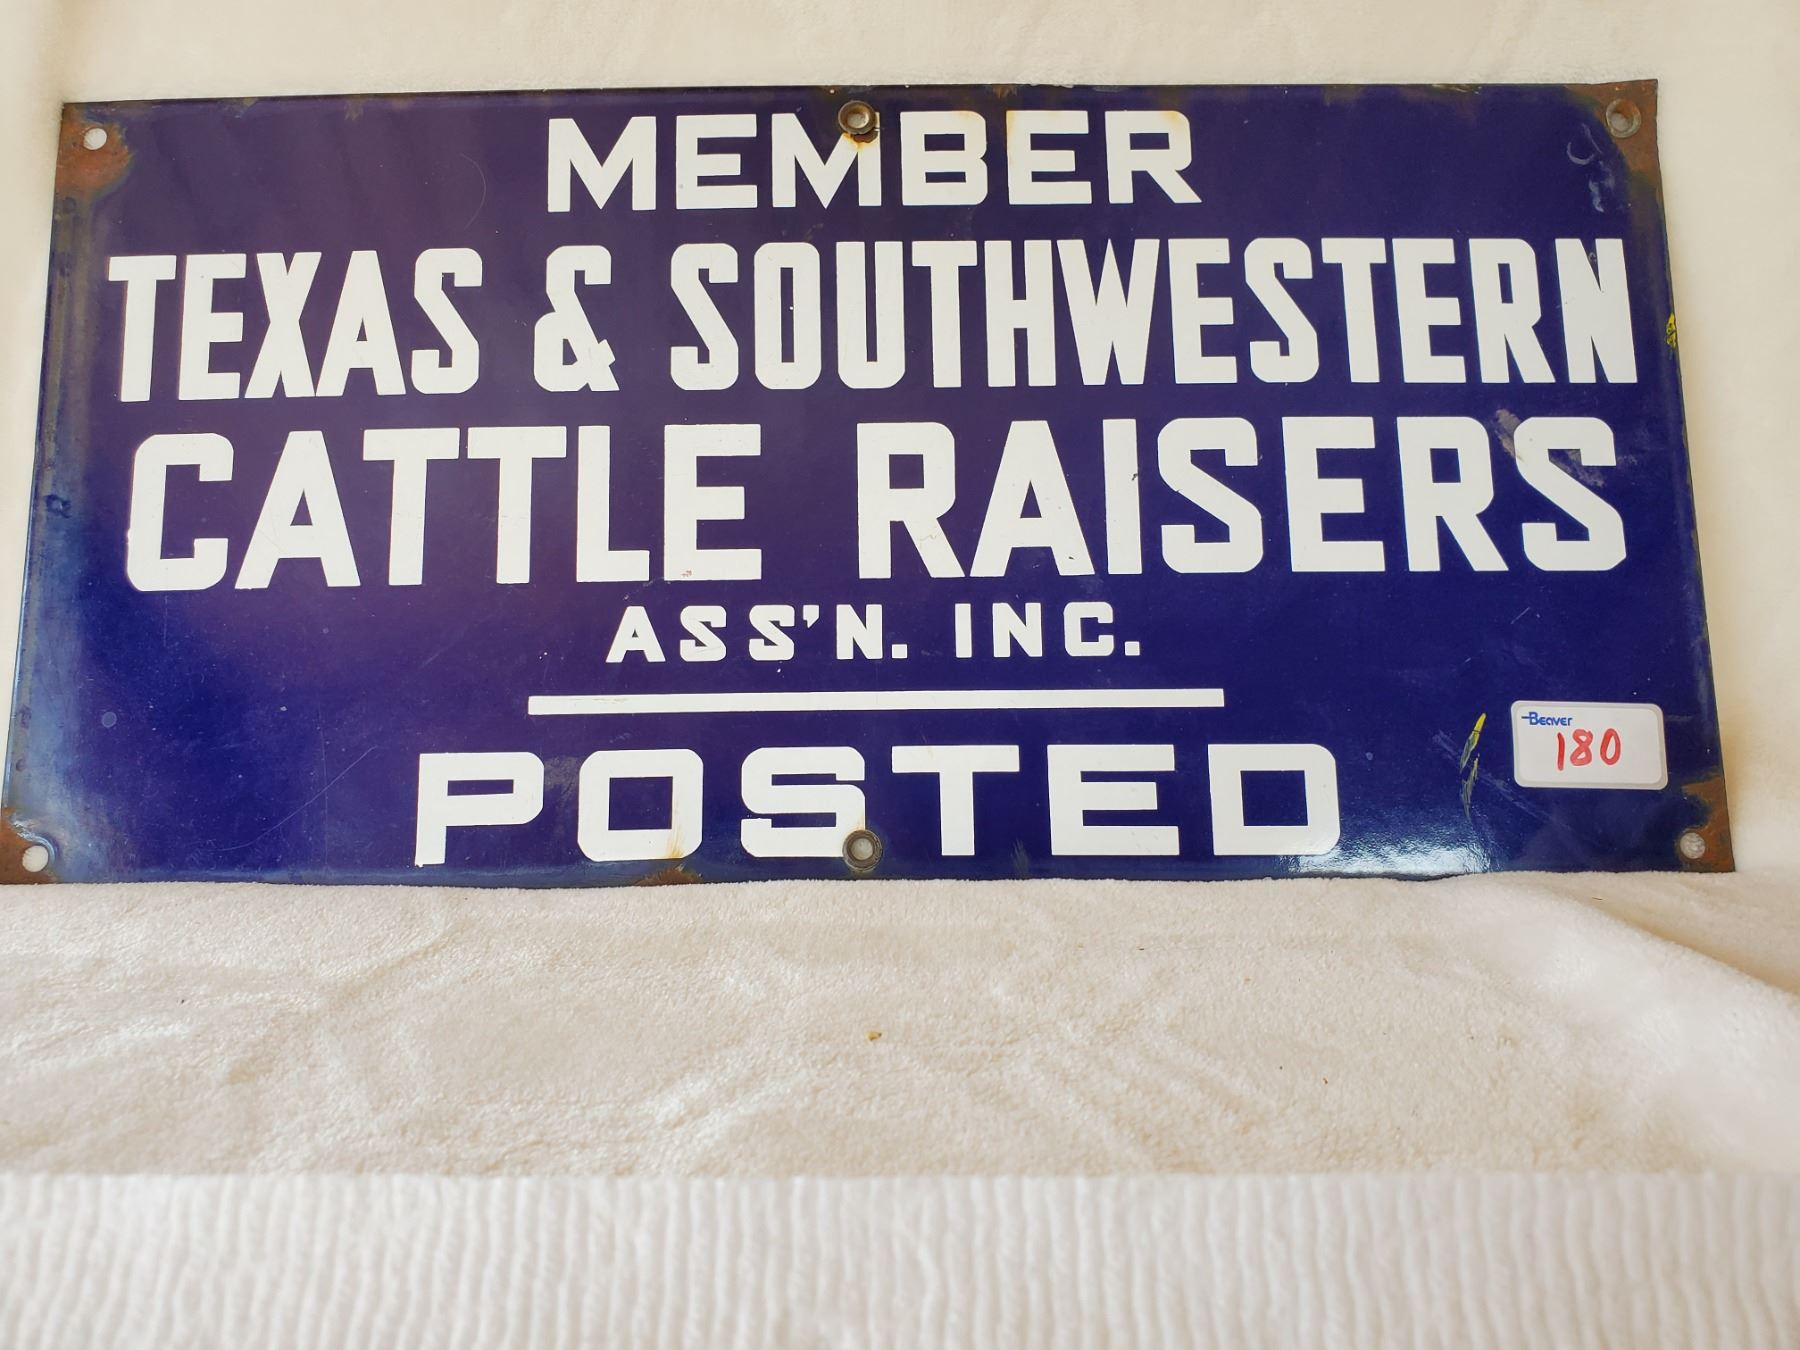 MEMBER
TEXAS & SOUTHWESTERN
CATTLE RAISERS
ASS'N. INC.
POSTED
Beaver
180